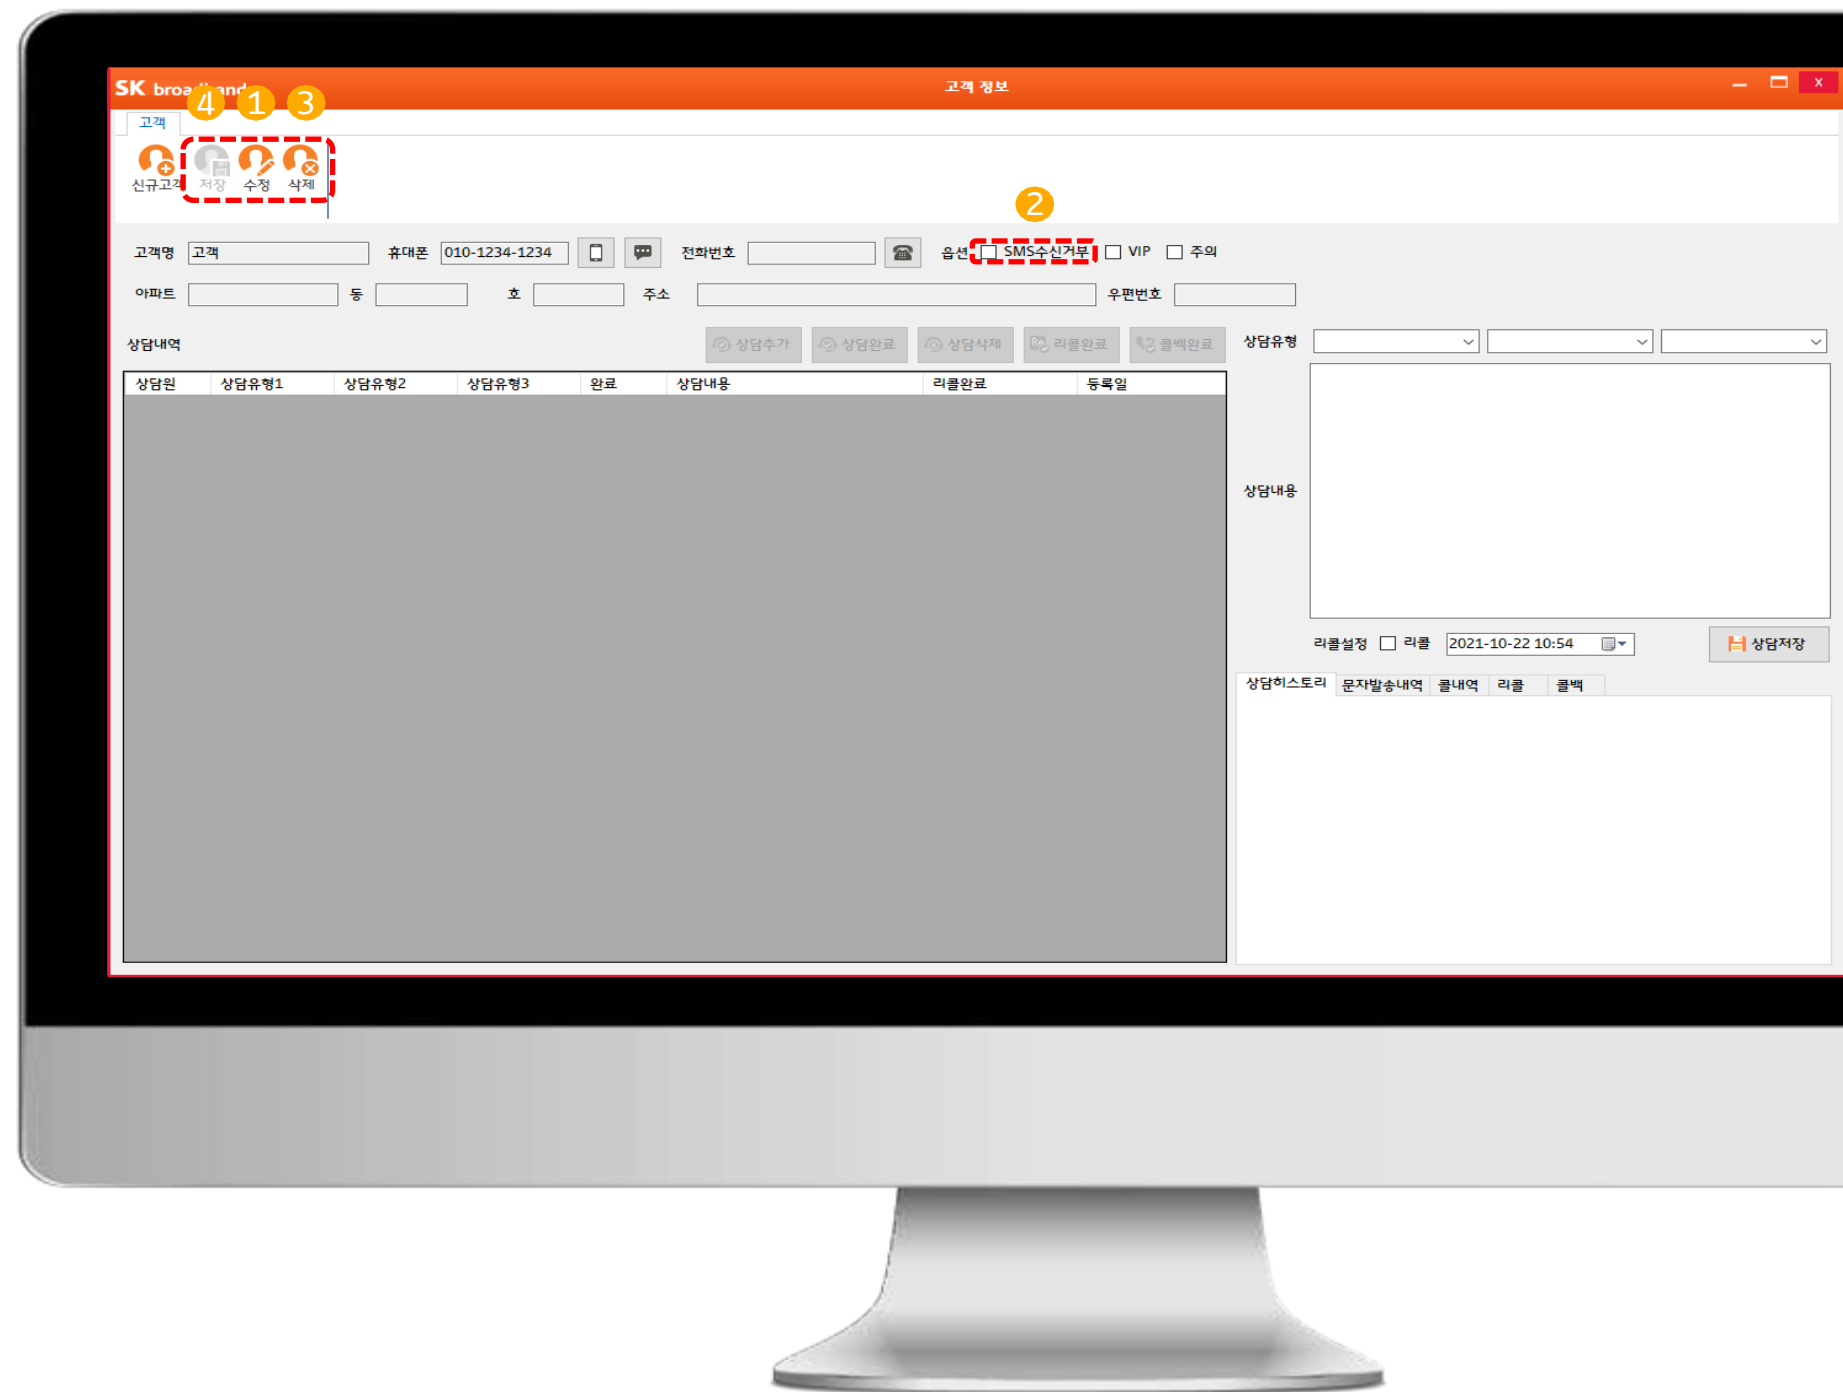 SK broadband 고객 정보
4 1 3
고객
신규고객 저장 수정 삭제
2
고객명 고객 휴대폰 010-1234-1234 전화번호 옵션 SMS수신거부 VIP 주의
아파트 동 호 주소 우편번호
상담내역 상담추가 상담완료 상담삭제 리콜완료 콜백완료 상담유형
상담원 상담유형1 상담유형2 상담유형3 완료 상담내용 리콜완료 등록일
상담내용
리콜설정 리콜 2021-10-22 10:54 상담저장
상담히스토리 문자발송내역 콜내역 리콜 콜백